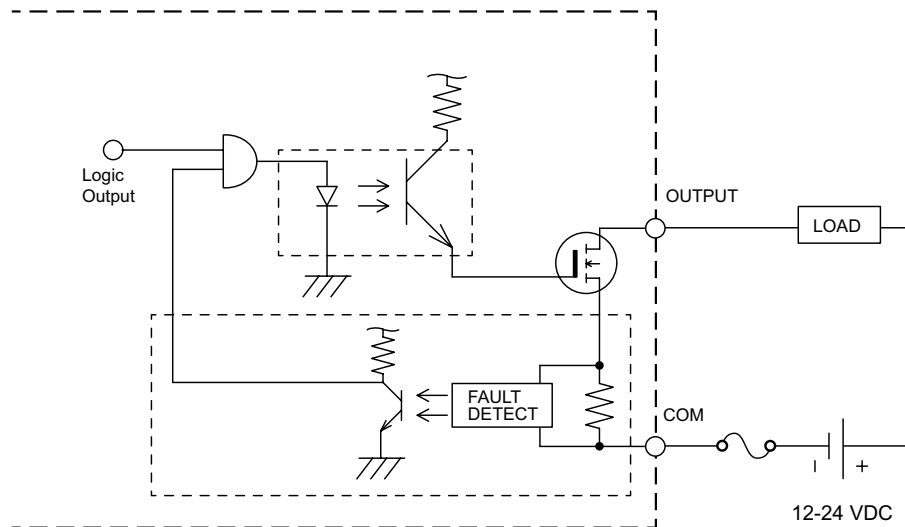 Logic
Output
OUTPUT
LOAD
FAULT
DETECT
COM
- +
12-24 VDC